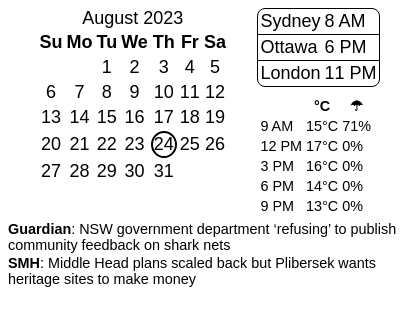 August 2023
Su Mo Tu We Th Fr Sa
1 2 3 4 5
6 7 8 9 10 11 12
13 14 15 16 17 18 19
20 21 22 23 24 25 26
27 28 29 30 31
Sydney 8 AM
Ottawa 6 PM
London 11 PM
°C ☂
9 AM 15°C 71%
12 PM 17°C 0%
3 PM 16°C 0%
6 PM 14°C 0%
9 PM 13°C 0%
Guardian: NSW government department ‘refusing’ to publish
community feedback on shark nets
SMH: Middle Head plans scaled back but Plibersek wants
heritage sites to make money